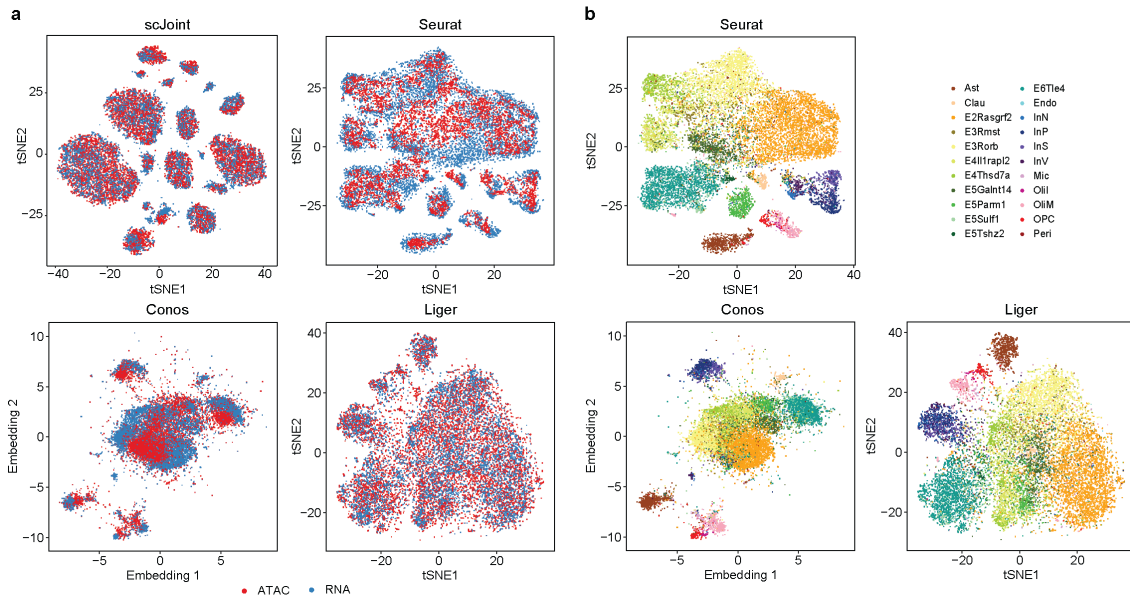 a
b
scJoint
Seurat
Seurat
25
0
−25
tSNE2
−40
−20
0
20
40
tSNE1
25
0
−25
tSNE2
−20
0
20
tSNE1
25
0
−25
tSNE2
−20
0
20
40
tSNE1
Ast
Clau
E2Rasgrf2
E3Rmst
E3Rorb
E4Il1rapl2
E4Thsd7a
E5Galnt14
E5Parm1
E5Sulf1
E5Tshz2
E6Tle4
Endo
InN
InP
InS
InV
Mic
OliI
OliM
OPC
Peri
Conos
Liger
Conos
Liger
10
5
0
−5
−10
Embedding 2
−5
0
5
Embedding 1
40
20
0
−20
tSNE2
−20
0
20
tSNE1
10
5
0
−5
−10
Embedding 2
−5
0
5
Embedding 1
40
20
0
−20
tSNE2
−20
0
20
tSNE1
ATAC
RNA